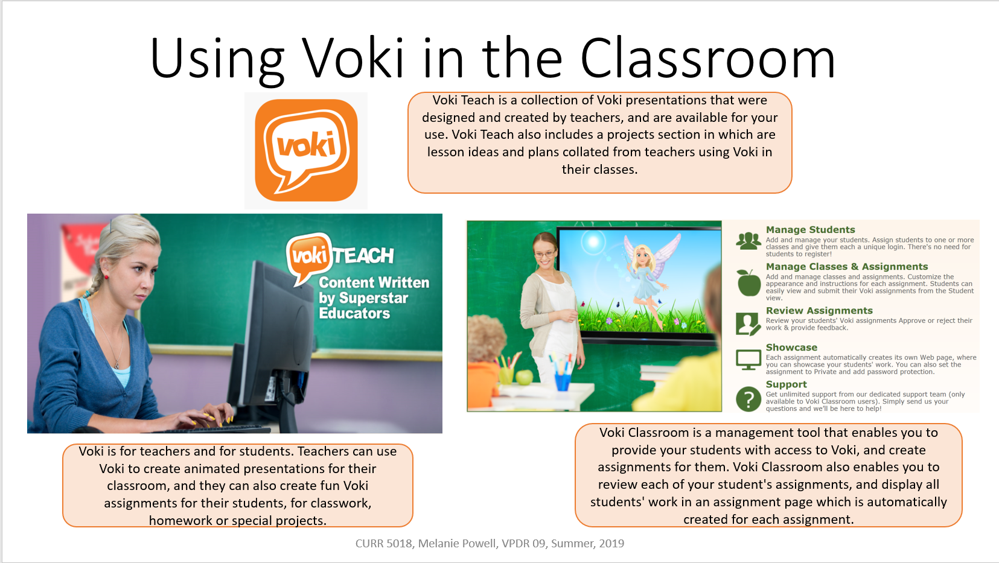 Using Voki in the Classroom
voki
Voki Teach is a collection of Voki presentations that were
designed and created by teachers, and are available for your
use. Voki Teach also includes a projects section in which are
lesson ideas and plans collated from teachers using Voki in
their classes.
voki TEACH
Content Written
by Superstar
Educators
Manage Students
Add and manage your students. Assign students to one or more
classes and give them each a unique login. There's no need for
students to register!
Manage Classes & Assignments
Add and manage classes and assignments. Customize the
appearance and instructions for each assignment. Students can
easily view and submit their Voki assignments from the Student
view.
Review Assignments
Review your students' Voki assignments Approve or reject their
work & provide feedback.
Showcase
Each assignment automatically creates its own Web page, where
you can showcase your students' work. You can also set the
assignment to Private and add password protection.
?
Support
Get unlimited support from our dedicated support team (only
available to Voki Classroom users). Simply send us your
questions and we'll be here to help!
Voki is for teachers and for students. Teachers can use
Voki to create animated presentations for their
classroom, and they can also create fun Voki
assignments for their students, for classwork,
homework or special projects.
Voki Classroom is a management tool that enables you to
provide your students with access to Voki, and create
assignments for them. Voki Classroom also enables you to
review each of your student's assignments, and display all
students' work in an assignment page which is automatically
created for each assignment.
CURR 5018, Melanie Powell, VPDR 09, Summer, 2019